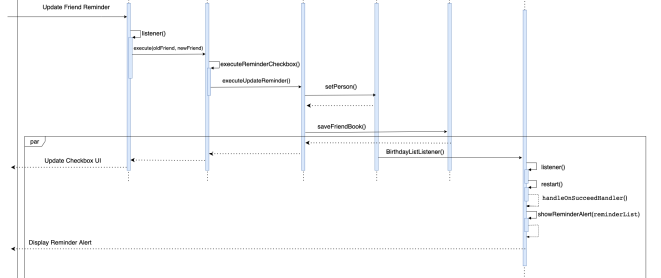 Update Friend Reminder
listener()
execute(oldFriend, newFriend)
executeReminderCheckbox()
executeUpdateReminder()
setPerson()
saveFriendBook()
par
BirthdayListListener()
Update Checkbox UI
listener()
restart()
handleOnSucceedHandler()
showReminderAlert(reminderList)
Display Reminder Alert